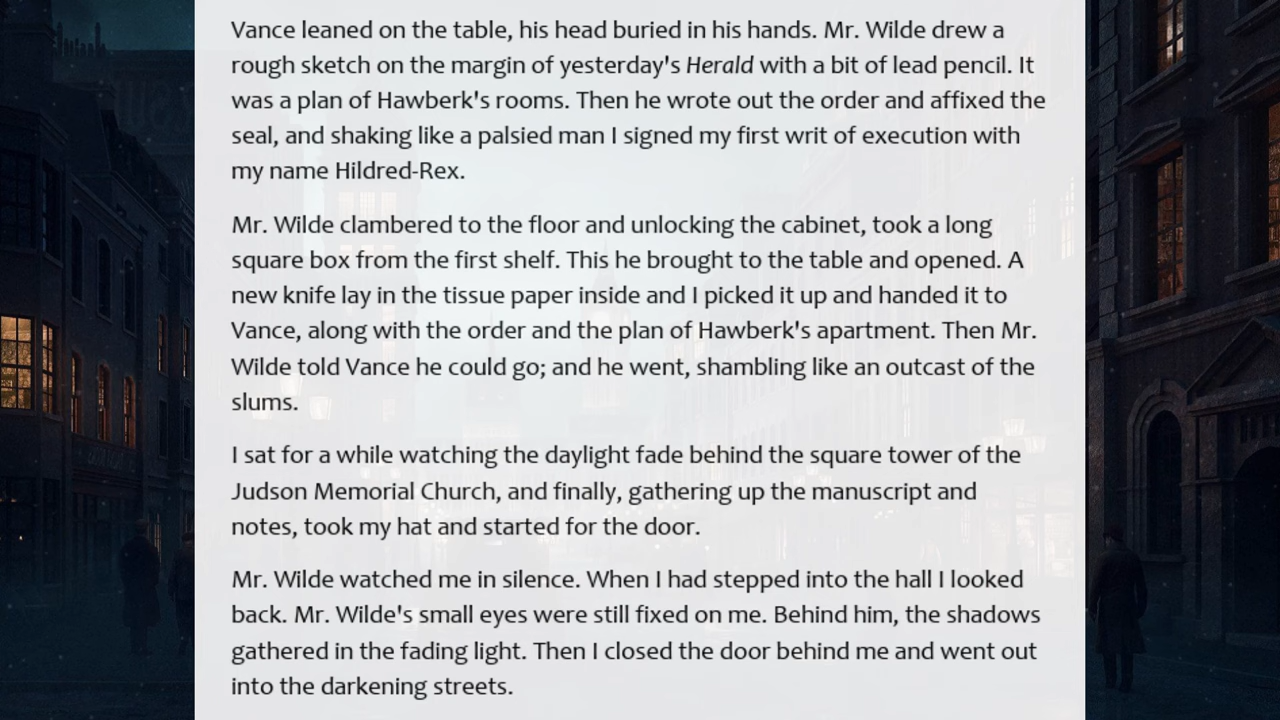 Vance leaned on the table, his head buried in his hands. Mr. Wilde drew a
rough sketch on the margin of yesterday's Herald with a bit of lead pencil. It
was a plan of Hawberk's rooms. Then he wrote out the order and affixed the
seal, and shaking like a palsied man I signed my first writ of execution with
my name Hildred-Rex.
Mr. Wilde clambered to the floor and unlocking the cabinet, took a long
square box from the first shelf. This he brought to the table and opened. A
new knife lay in the tissue paper inside and I picked it up and handed it to
Vance, along with the order and the plan of Hawberk's apartment. Then Mr.
Wilde told Vance he could go; and he went, shambling like an outcast of the
slums.
I sat for a while watching the daylight fade behind the square tower of the
Judson Memorial Church, and finally, gathering up the manuscript and
notes, took my hat and started for the door.
Mr. Wilde watched me in silence. When I had stepped into the hall I looked
back. Mr. Wilde's small eyes were still fixed on me. Behind him, the shadows
gathered in the fading light. Then I closed the door behind me and went out
into the darkening streets.